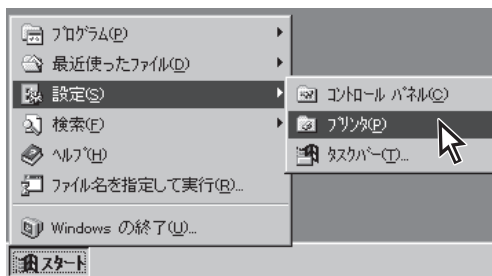 ﾌﾟﾛｸﾞﾗﾑ(P)
最近使ったﾌｧｲﾙ(D)
設定(S)
検索(F)
ﾍﾙﾌﾟ(H)
ﾌｧｲﾙ名を指定して実行(R)...
Windows の終了(U)...
ｺﾝﾄﾛｰﾙ ﾊﾟﾈﾙ(C)
ﾌﾟﾘﾝﾀ(P)
ﾀｽｸﾊﾞｰ(T)...
ｽﾀｰﾄ